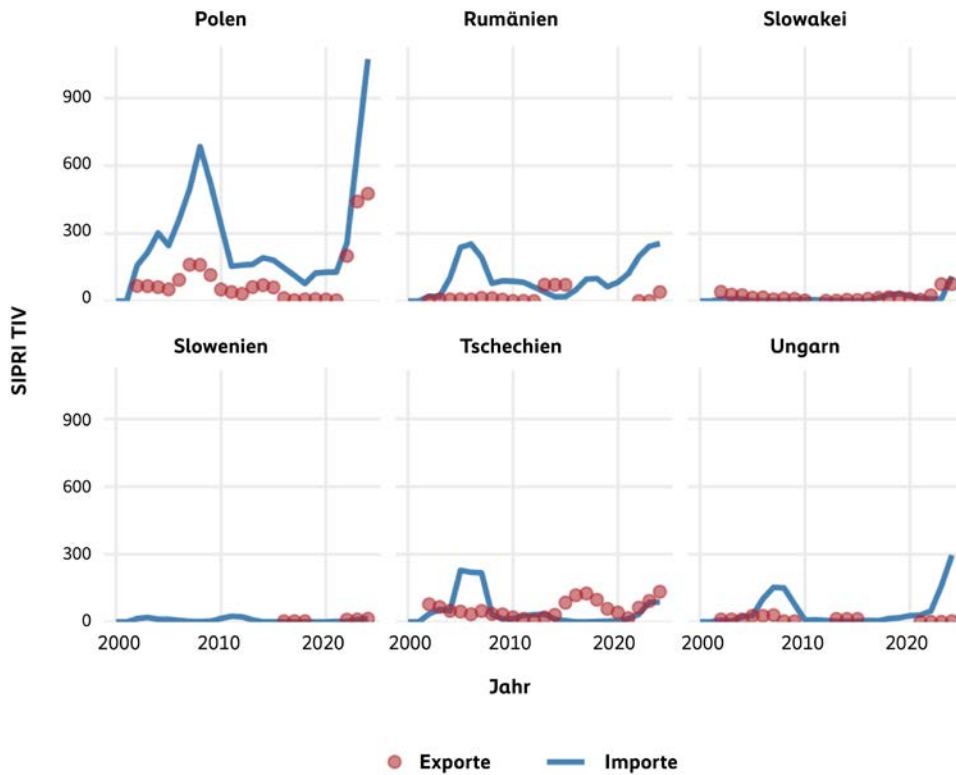 Polen Rumänien Slowakei
900
600
300
0
SIPRI TIV
Slowenien Tschechien Ungarn
900
600
300
0
2000 2010 2020 2000 2010 2020 2000 2010 2020
Jahr
Exporte Importe